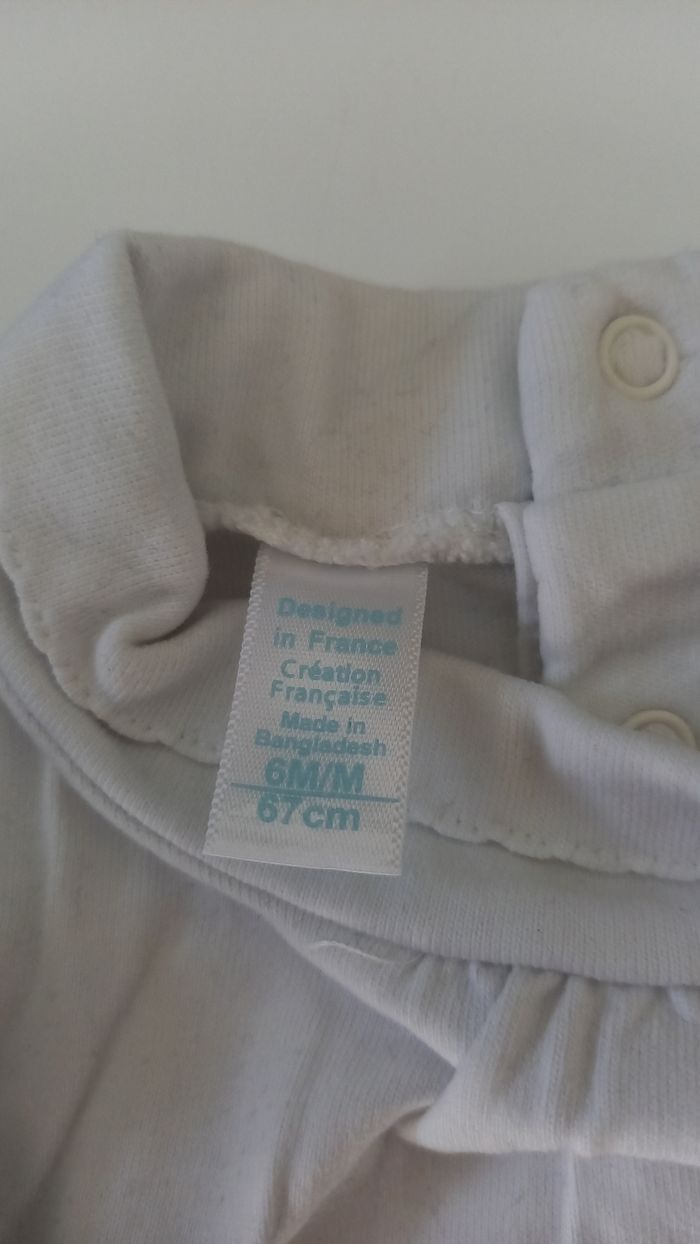 Designed
in France
Création
Française
Made in
Bangladesh
6M/M
67cm